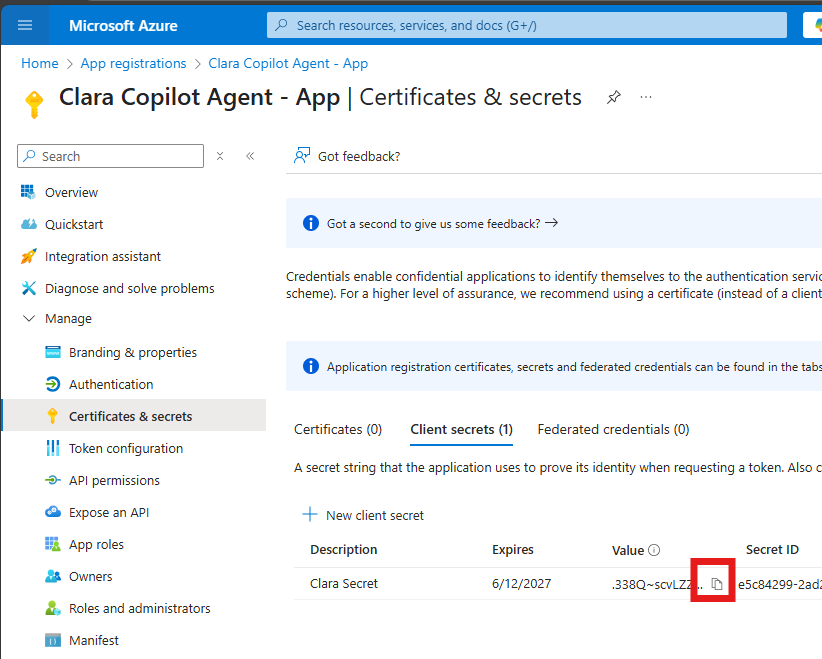 Microsoft Azure
Search resources, services, and docs (G+/)
Home > App registrations > Clara Copilot Agent - App
Clara Copilot Agent - App | Certificates & secrets
Search
Got feedback?
Overview
Quickstart
Integration assistant
Diagnose and solve problems
Manage
Branding & properties
Authentication
Certificates & secrets
Token configuration
API permissions
Expose an API
App roles
Owners
Roles and administrators
Manifest
Got a second to give us some feedback?
Credentials enable confidential applications to identify themselves to the authentication servic
scheme). For a higher level of assurance, we recommend using a certificate (instead of a client
Application registration certificates, secrets and federated credentials can be found in the tabs
Certificates (0) Client secrets (1) Federated credentials (0)
A secret string that the application uses to prove its identity when requesting a token. Also c
New client secret
Description Expires Value Secret ID
Clara Secret 6/12/2027 .338Q~scvLZZ... e5c84299-2ad2